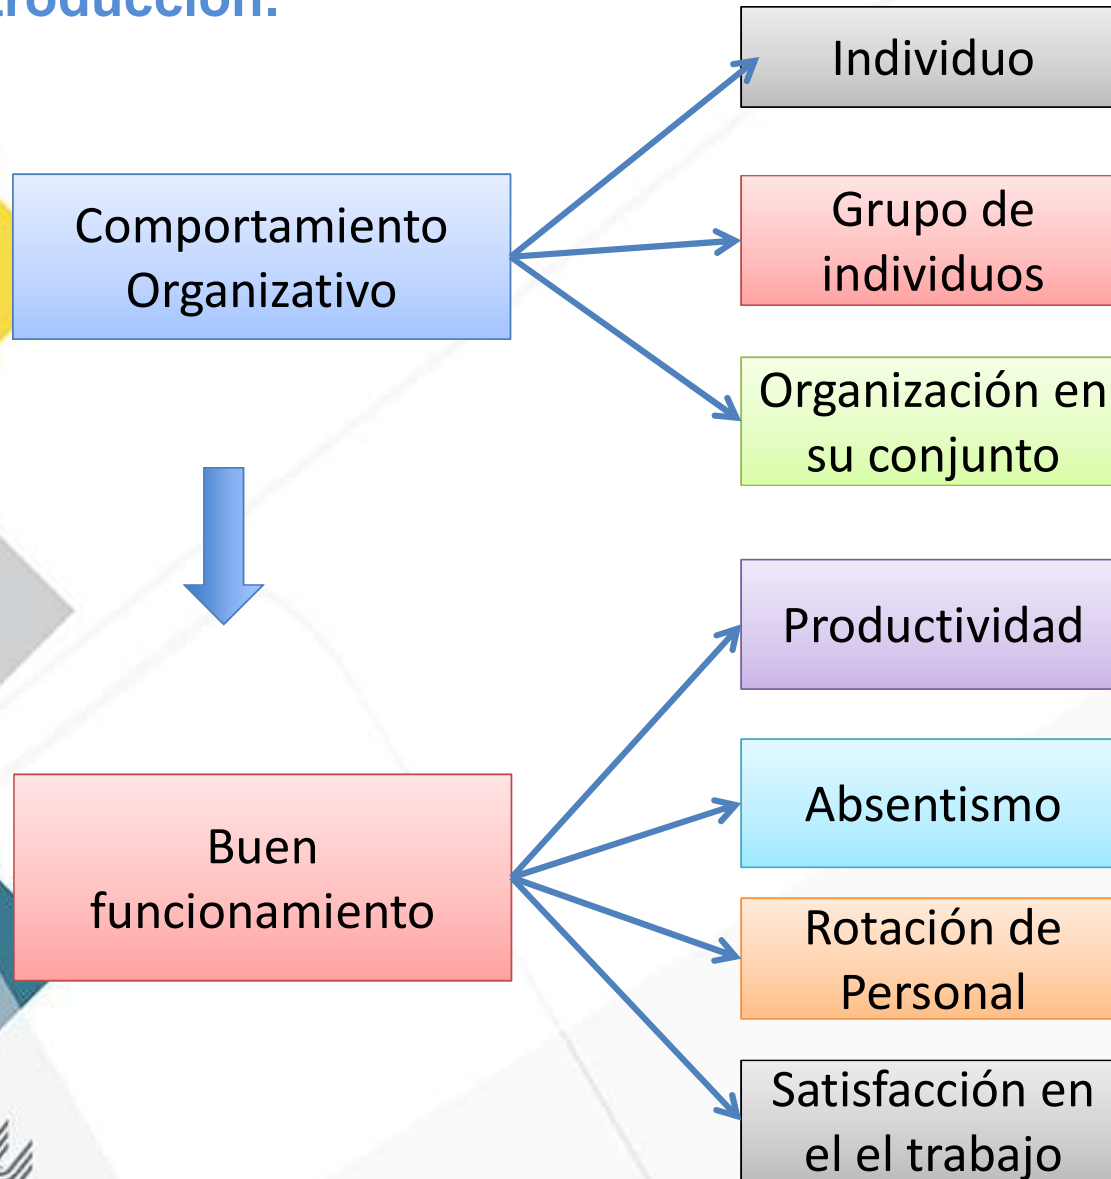 troducción.
Individuo
Comportamiento
Organizativo
Grupo de
individuos
Organización en
su conjunto
Productividad
Absentismo
Buen
funcionamiento
Rotación de
Personal
Satisfacción en
el el trabajo